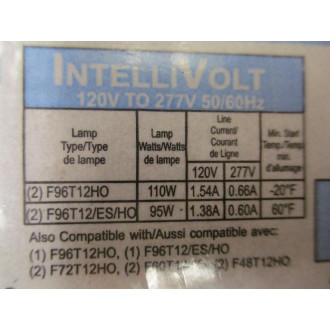 INTELLIVOLT
120V TO 277V 50/60Hz
Lamp Type/Type de lampe
Lamp Watts/Watts de lampe
Line Current/Courant de Ligne
Min. Start Temp./Temp. min. d'allumage
120V 277V
(2) F96T12HO 110W 1.54A 0.66A -20°F
(2) F96T12/ES/HO 95W 1.38A 0.60A 60°F
Also Compatible with/Aussi compatible avec:
(1) F96T12HO, (1) F96T12/ES/HO
(2) F72T12HO, (2) F48T12HO